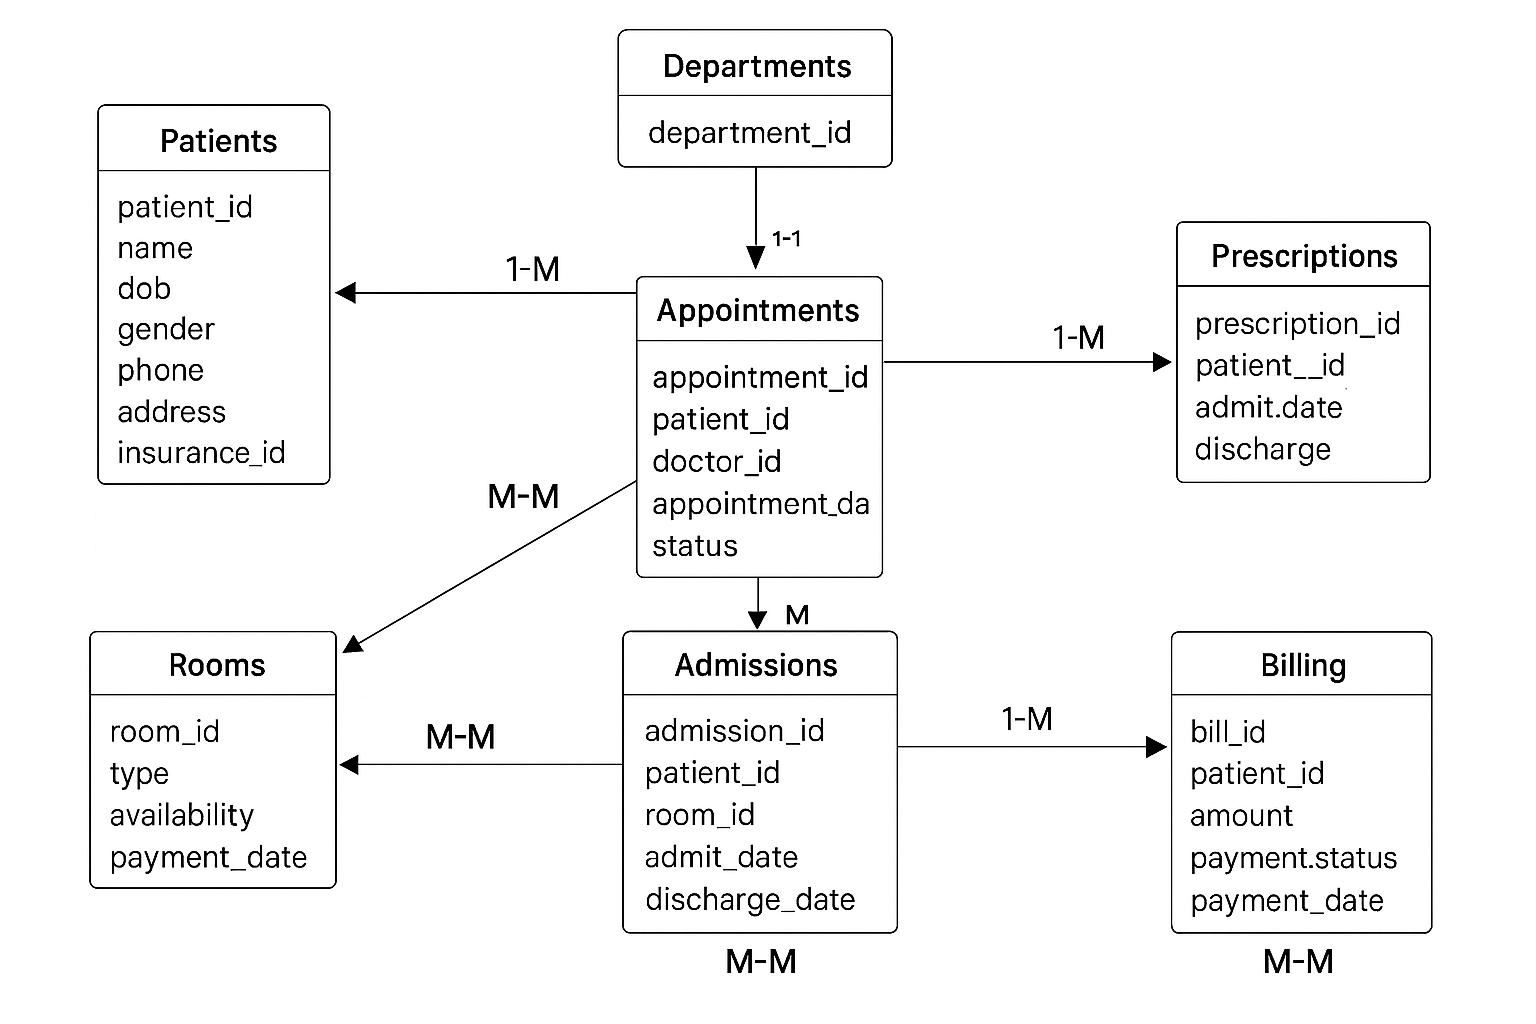 Departments
department_id
Patients
patient_id
name
dob
gender
phone
address
insurance_id
1-1
1-M
Appointments
appointment_id
patient_id
doctor_id
appointment_da
status
1-M
Prescriptions
prescription_id
patient__id
admit.date
discharge
M-M
M
Rooms
room_id
type
availability
payment_date
M-M
Admissions
admission_id
patient_id
room_id
admit_date
discharge_date
M-M
1-M
Billing
bill_id
patient_id
amount
payment.status
payment_date
M-M